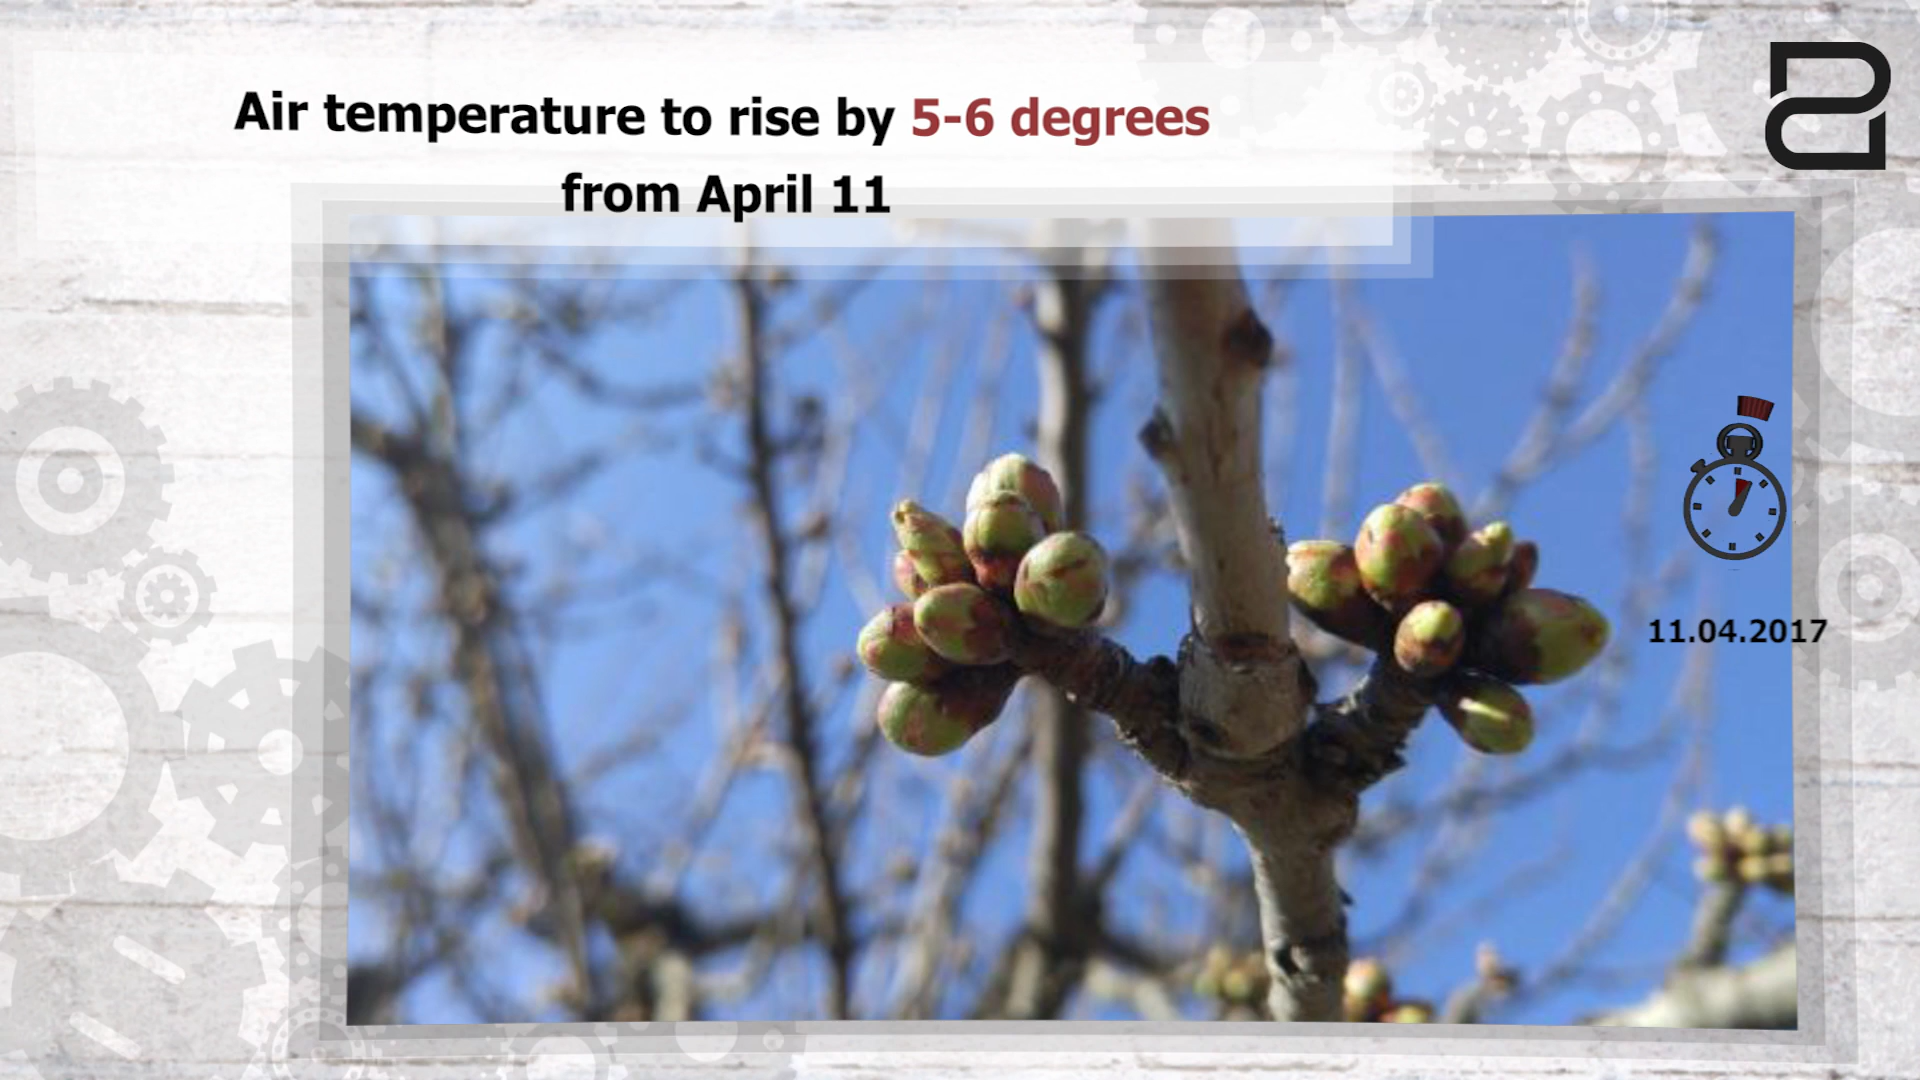 Air temperature to rise by 5-6 degrees
from April 11
11.04.2017